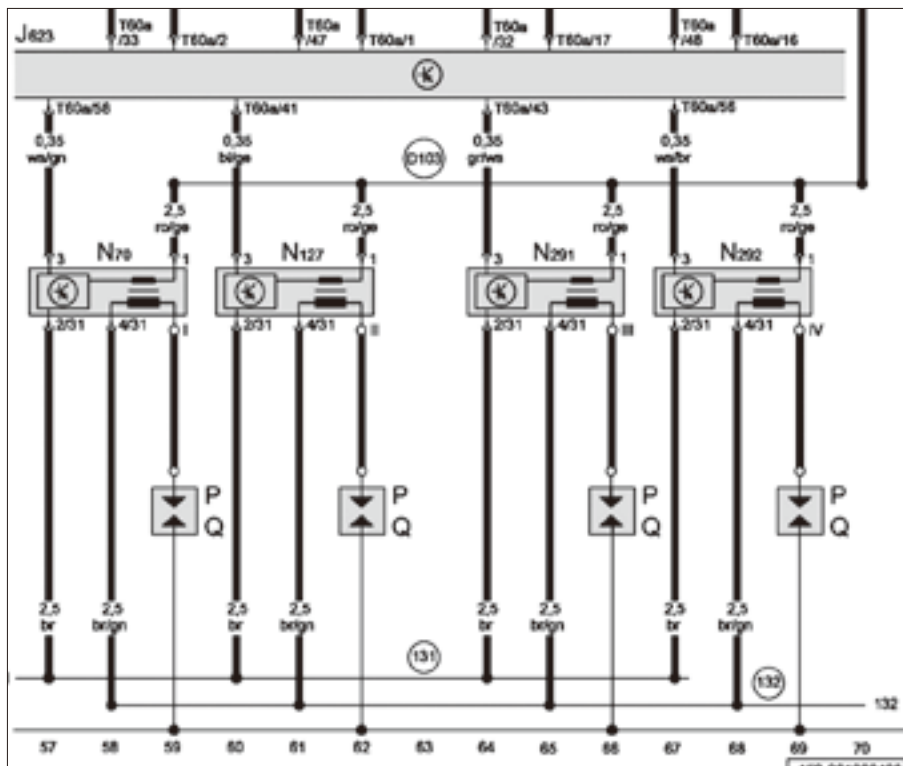 J623 T60a/33 T60a/2 T60a/47 T60a/1 T60a/32 T60a/17 T60a/48 T60a/16
K
T60a/58 T60a/41 T60a/43 T60a/56
0,35 ws/gn 0,35 bl/ge 0,35 gr/ws 0,35 ws/br
D103
2,5 ro/ge 2,5 ro/ge 2,5 ro/ge 2,5 ro/ge
N70 N127 N291 N292
3 1 3 1 3 1 3 1
K K K K
2/31 4/31 I 2/31 4/31 II 2/31 4/31 III 2/31 4/31 IV
P P P P
Q Q Q Q
2,5 br 2,5 br/gn 2,5 br 2,5 br/gn 2,5 br 2,5 br/gn 2,5 br 2,5 br/gn
131
132
132
57 58 59 60 61 62 63 64 65 66 67 68 69 70